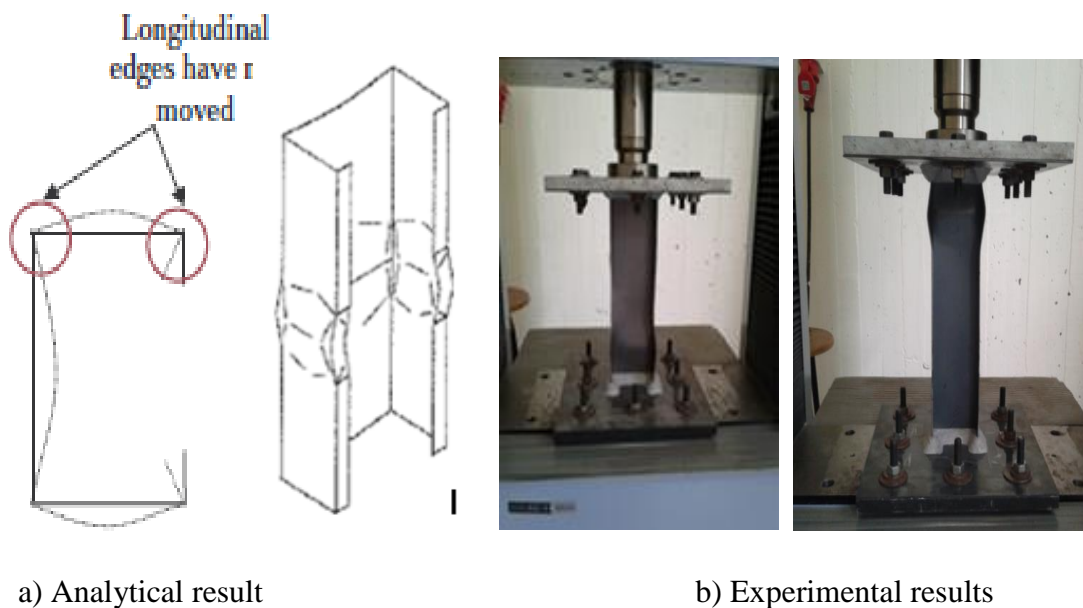 Longitudinal
edges have r
moved
a) Analytical result
b) Experimental results